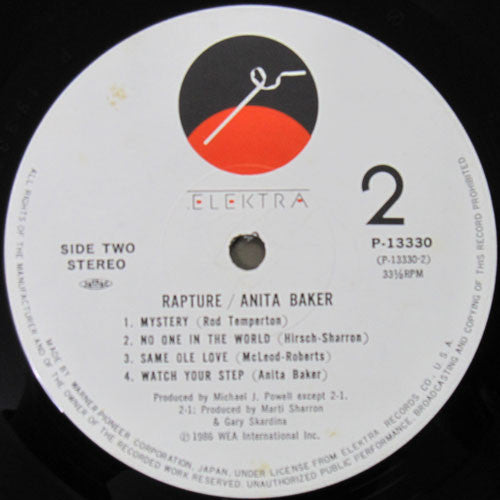 ELEKTRA
2
SIDE TWO
STEREO
P-13330
(P-13330-2)
33⅓RPM
RAPTURE / ANITA BAKER
1. MYSTERY (Rod Temperton)
2. NO ONE IN THE WORLD (Hirsch-Sharron)
3. SAME OLE LOVE (McLeod-Roberts)
4. WATCH YOUR STEP (Anita Baker)
Produced by Michael J. Powell except 2-1,
2-1; Produced by Marti Sharron
& Gary Skardina
Ⓟ1986 WEA International Inc.
ALL RIGHTS OF THE MANUFACTURER AND OF THE OWNER OF THE RECORDED WORK RESERVED. UNAUTHORIZED PUBLIC PERFORMANCE, BROADCASTING AND COPYING OF THIS RECORD PROHIBITED.
MADE BY WARNER-PIONEER CORPORATION, JAPAN, UNDER LICENSE FROM ELEKTRA RECORDS CO., U.S.A.